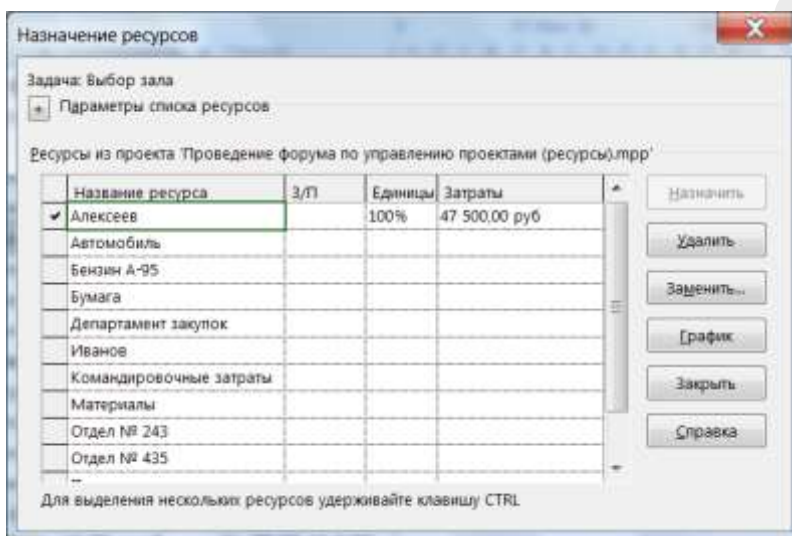 Назначение ресурсов
Задача: Выбор зала
+ Параметры списка ресурсов
Ресурсы из проекта 'Проведение форума по управлению проектами (ресурсы).mpp'
Название ресурса З/П Единицы Затраты
Алексеев 100% 47 500,00 руб
Автомобиль
Бензин А-95
Бумага
Департамент закупок
Иванов
Командировочные затраты
Материалы
Отдел № 243
Отдел № 435
Назначить
Удалить
Заменить...
График
Закрыть
Справка
Для выделения нескольких ресурсов удерживайте клавишу CTRL